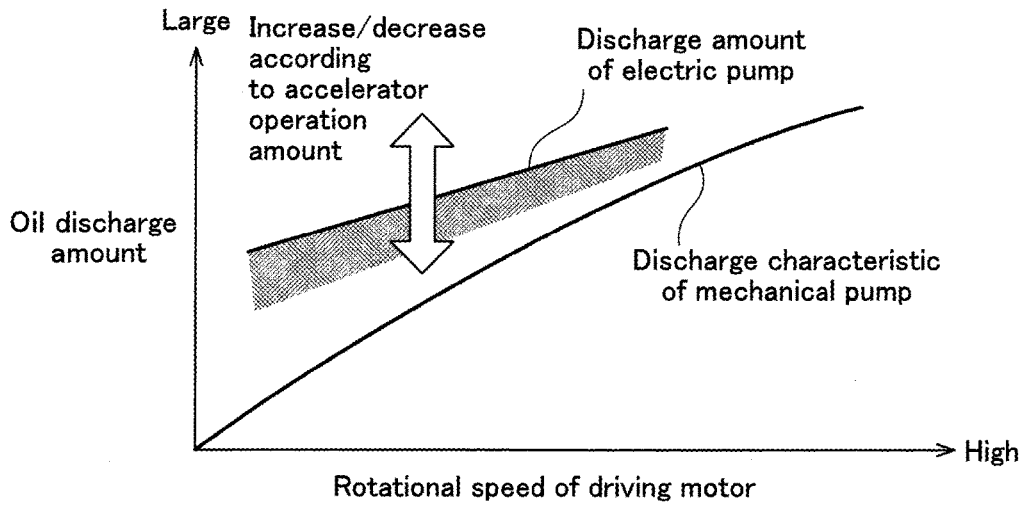 Large
Increase/decrease
according
to accelerator
operation
amount
Discharge amount
of electric pump
Oil discharge
amount
Discharge characteristic
of mechanical pump
High
Rotational speed of driving motor